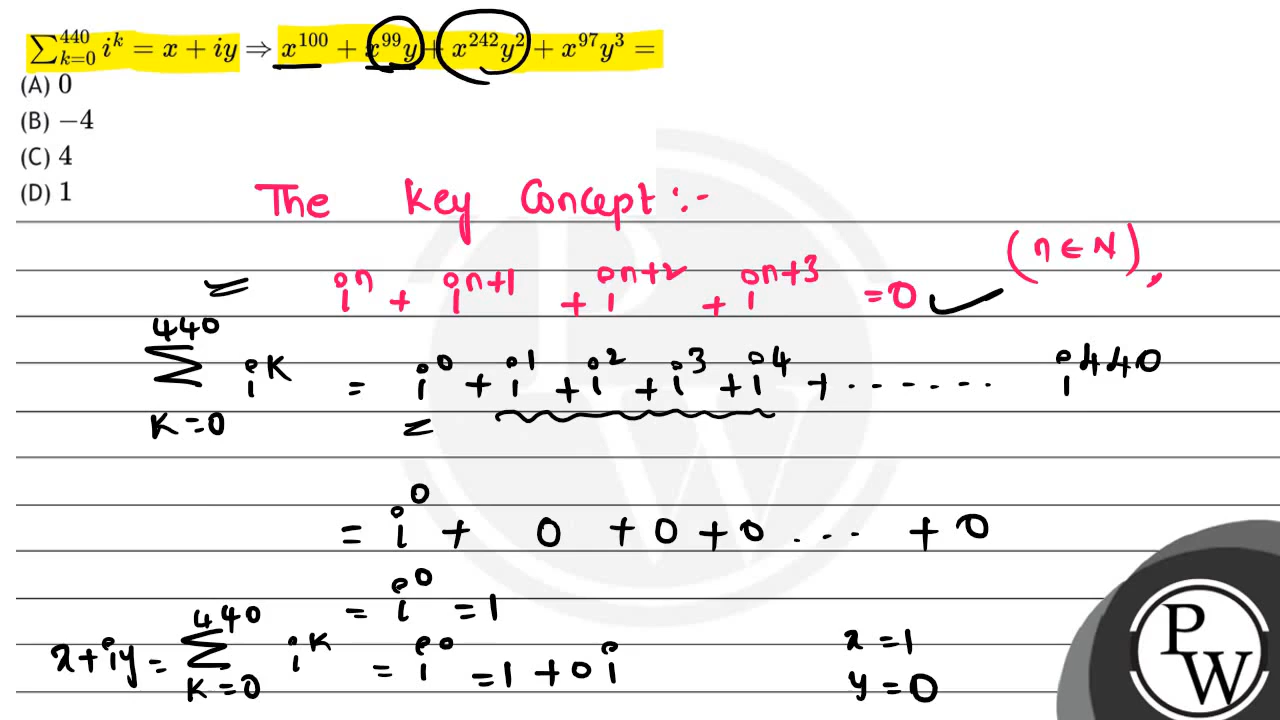 ∑_{k=0}^{440} i^k = x + iy ⇒ x^{100} + x^{99}y + x^{242}y^2 + x^{97}y^3 =
(A) 0
(B) −4
(C) 4
(D) 1
The Key Concept :-
= i^n + i^{n+1} + i^{n+2} + i^{n+3} = 0 (n ∈ N),
∑_{K=0}^{440} i^K = i^0 + i^1 + i^2 + i^3 + i^4 + ....... i^{440}
= i^0 + 0 + 0 + 0 ... + 0
= i^0 = 1
x + iy = ∑_{K=0}^{440} i^K = i^0 = 1 + 0i
x = 1
y = 0
PW